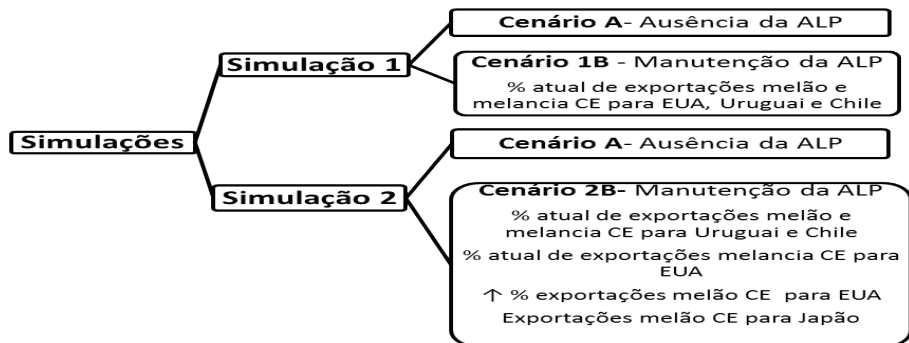 Cenário A- Ausência da ALP
Simulação 1
Cenário 1B - Manutenção da ALP
% atual de exportações melão e
melancia CE para EUA, Uruguai e Chile
Simulações
Cenário A- Ausência da ALP
Simulação 2
Cenário 2B- Manutenção da ALP
% atual de exportações melão e
melancia CE para Uruguai e Chile
% atual de exportações melancia CE para
EUA
↑ % exportações melão CE para EUA
Exportações melão CE para Japão